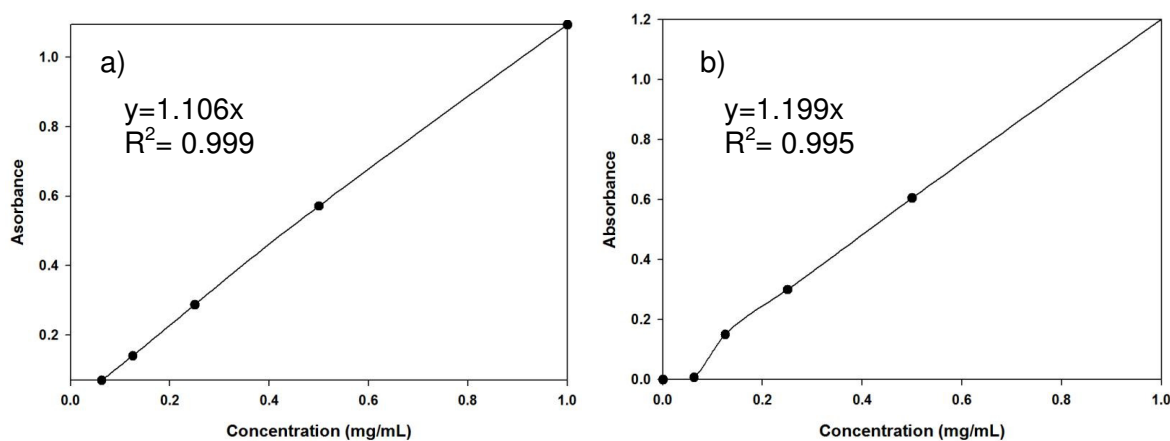 a)
y=1.106x
R²= 0.999
1.0
0.8
0.6
0.4
0.2
Asorbance
0.0 0.2 0.4 0.6 0.8 1.0
Concentration (mg/mL)
b)
y=1.199x
R²= 0.995
1.2
1.0
0.8
0.6
0.4
0.2
0.0
Absorbance
0.0 0.2 0.4 0.6 0.8 1.0
Concentration (mg/mL)